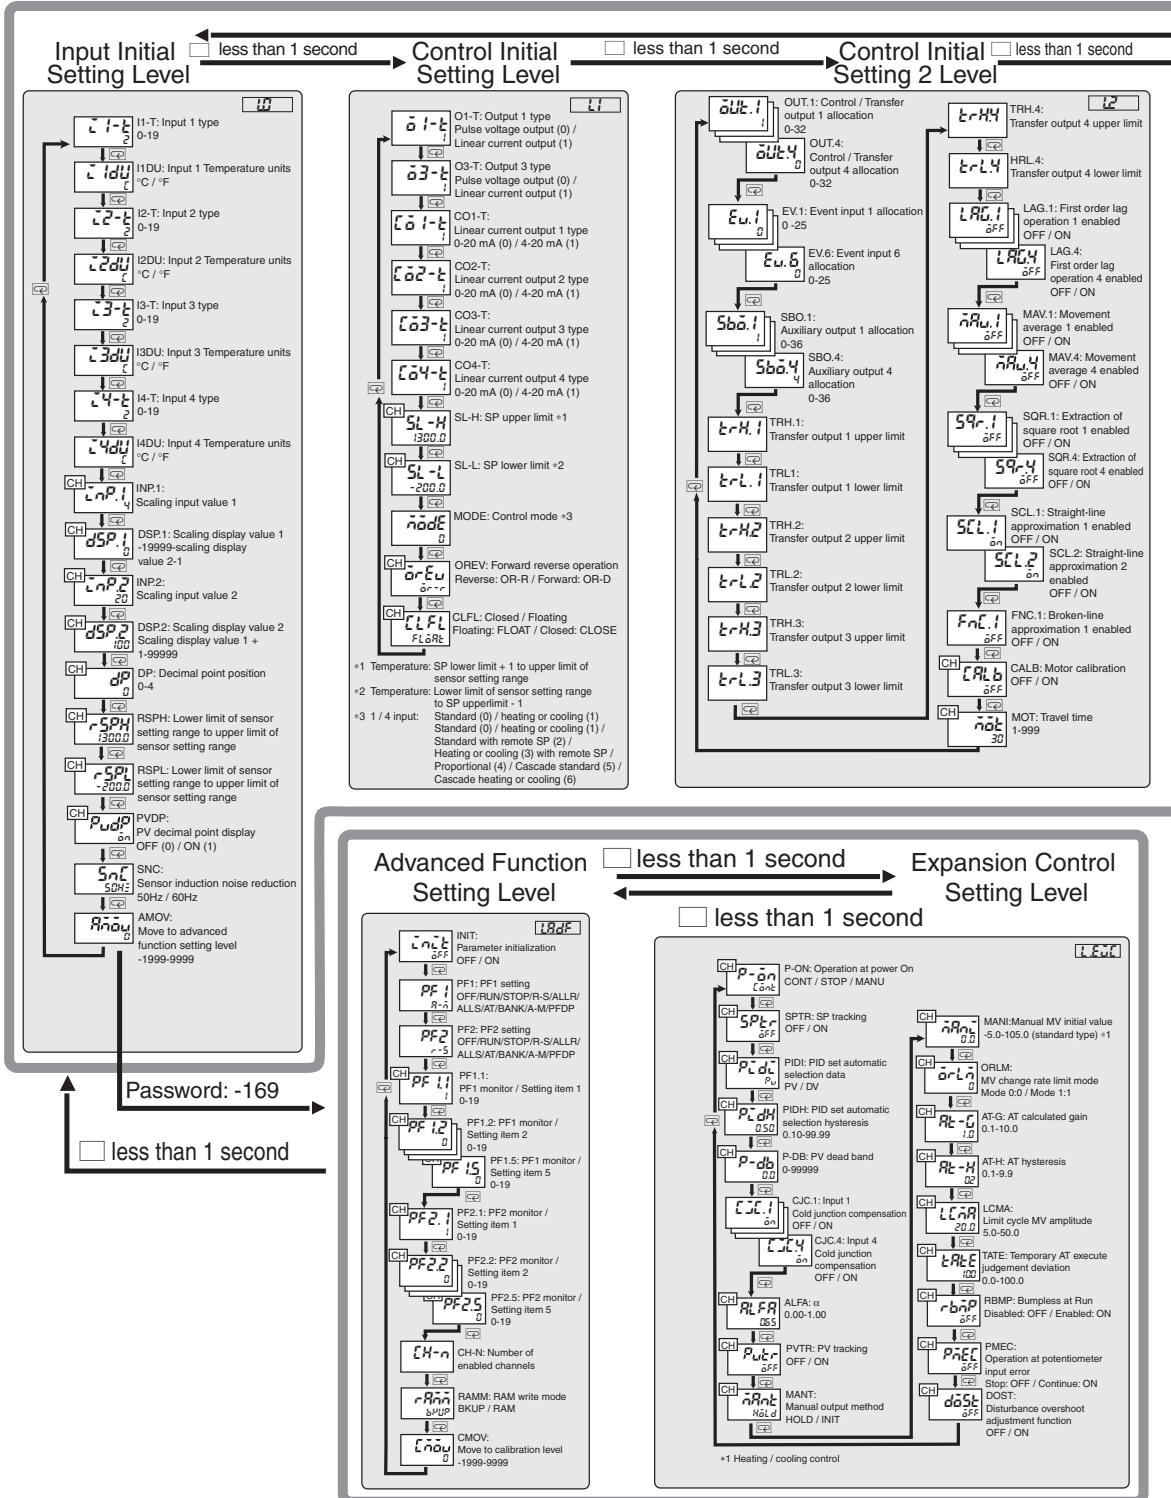 Input Initial
Setting Level
less than 1 second
Control Initial
Setting Level
less than 1 second
Control Initial
Setting 2 Level
less than 1 second
I1-T: Input 1 type
0-19
I1DU: Input 1 Temperature units
°C / °F
I2-T: Input 2 type
0-19
I2DU: Input 2 Temperature units
°C / °F
I3-T: Input 3 type
0-19
I3DU: Input 3 Temperature units
°C / °F
I4-T: Input 4 type
0-19
I4DU: Input 4 Temperature units
°C / °F
CH
INP.1:
Scaling input value 1
CH
DSP.1: Scaling display value 1
-19999-scaling display
value 2-1
CH
INP.2:
Scaling input value 2
CH
DSP.2: Scaling display value 2
Scaling display value 1 +
1-99999
CH
DP: Decimal point position
0-4
CH
RSPH: Lower limit of sensor
setting range to upper limit of
sensor setting range
CH
RSPL: Lower limit of sensor
setting range to upper limit of
sensor setting range
CH
PVDP:
PV decimal point display
OFF (0) / ON (1)
SNC:
Sensor induction noise reduction
50Hz / 60Hz
AMOV:
Move to advanced
function setting level
-1999-9999
O1-T: Output 1 type
Pulse voltage output (0) /
Linear current output (1)
O3-T: Output 3 type
Pulse voltage output (0) /
Linear current output (1)
CO1-T:
Linear current output 1 type
0-20 mA (0) / 4-20 mA (1)
CO2-T:
Linear current output 2 type
0-20 mA (0) / 4-20 mA (1)
CO3-T:
Linear current output 3 type
0-20 mA (0) / 4-20 mA (1)
CO4-T:
Linear current output 4 type
0-20 mA (0) / 4-20 mA (1)
CH
SL-H: SP upper limit *1
CH
SL-L: SP lower limit *2
MODE: Control mode *3
CH
OREV: Forward reverse operation
Reverse: OR-R / Forward: OR-D
CH
CLFL: Closed / Floating
Floating: FLOAT / Closed: CLOSE
*1 Temperature: SP lower limit + 1 to upper limit of
sensor setting range
*2 Temperature: Lower limit of sensor setting range
to SP upperlimit - 1
*3 1 / 4 input: Standard (0) / heating or cooling (1)
Standard (0) / heating or cooling (1) /
Standard with remote SP (2) /
Heating or cooling (3) with remote SP /
Proportional (4) / Cascade standard (5) /
Cascade heating or cooling (6)
OUT.1: Control / Transfer
output 1 allocation
0-32
OUT.4:
Control / Transfer
output 4 allocation
0-32
EV.1: Event input 1 allocation
0 -25
EV.6: Event input 6
allocation
0-25
SBO.1:
Auxiliary output 1 allocation
0-36
SBO.4:
Auxiliary output 4
allocation
0-36
TRH.1:
Transfer output 1 upper limit
TRL1:
Transfer output 1 lower limit
TRH.2:
Transfer output 2 upper limit
TRL.2:
Transfer output 2 lower limit
TRH.3:
Transfer output 3 upper limit
TRL.3:
Transfer output 3 lower limit
TRH.4:
Transfer output 4 upper limit
HRL.4:
Transfer output 4 lower limit
LAG.1: First order lag
operation 1 enabled
OFF / ON
LAG.4:
First order lag
operation 4 enabled
OFF / ON
MAV.1: Movement
average 1 enabled
OFF / ON
MAV.4: Movement
average 4 enabled
OFF / ON
SQR.1: Extraction of
square root 1 enabled
OFF / ON
SQR.4: Extraction of
square root 4 enabled
OFF / ON
SCL.1: Straight-line
approximation 1 enabled
OFF / ON
SCL.2: Straight-line
approximation 2
enabled
OFF / ON
FNC.1: Broken-line
approximation 1 enabled
OFF / ON
CH
CALB: Motor calibration
OFF / ON
CH
MOT: Travel time
1-999
Password: -169
less than 1 second
Advanced Function
Setting Level
less than 1 second
less than 1 second
Expansion Control
Setting Level
INIT:
Parameter initialization
OFF / ON
PF1: PF1 setting
OFF/RUN/STOP/R-S/ALLR/
ALLS/AT/BANK/A-M/PFDP
PF2: PF2 setting
OFF/RUN/STOP/R-S/ALLR/
ALLS/AT/BANK/A-M/PFDP
CH
PF1.1:
PF1 monitor / Setting item 1
0-19
CH
PF1.2: PF1 monitor /
Setting item 2
0-19
CH
PF1.5: PF1 monitor /
Setting item 5
0-19
CH
PF2.1: PF2 monitor /
Setting item 1
0-19
CH
PF2.2: PF2 monitor /
Setting item 2
0-19
PF2.5: PF2 monitor /
Setting item 5
0-19
CH-N: Number of
enabled channels
RAMM: RAM write mode
BKUP / RAM
CMOV:
Move to calibration level
-1999-9999
CH
P-ON: Operation at power On
CONT / STOP / MANU
CH
SPTR: SP tracking
OFF / ON
CH
PIDI: PID set automatic
selection data
PV / DV
CH
PIDH: PID set automatic
selection hysteresis
0.10-99.99
CH
P-DB: PV dead band
0-99999
CH
CJC.1: Input 1
Cold junction compensation
OFF / ON
CJC.4: Input 4
Cold junction
compensation
OFF / ON
CH
ALFA: α
0.00-1.00
CH
PVTR: PV tracking
OFF / ON
CH
MANT:
Manual output method
HOLD / INIT
CH
MANI:Manual MV initial value
-5.0-105.0 (standard type) *1
CH
ORLM:
MV change rate limit mode
Mode 0:0 / Mode 1:1
CH
AT-G: AT calculated gain
0.1-10.0
CH
AT-H: AT hysteresis
0.1-9.9
CH
LCMA:
Limit cycle MV amplitude
5.0-50.0
CH
TATE: Temporary AT execute
judgement deviation
0.0-100.0
CH
RBMP: Bumpless at Run
Disabled: OFF / Enabled: ON
CH
PMEC:
Operation at potentiometer
input error
Stop: OFF / Continue: ON
CH
DOST:
Disturbance overshoot
adjustment function
OFF / ON
*1 Heating / cooling control